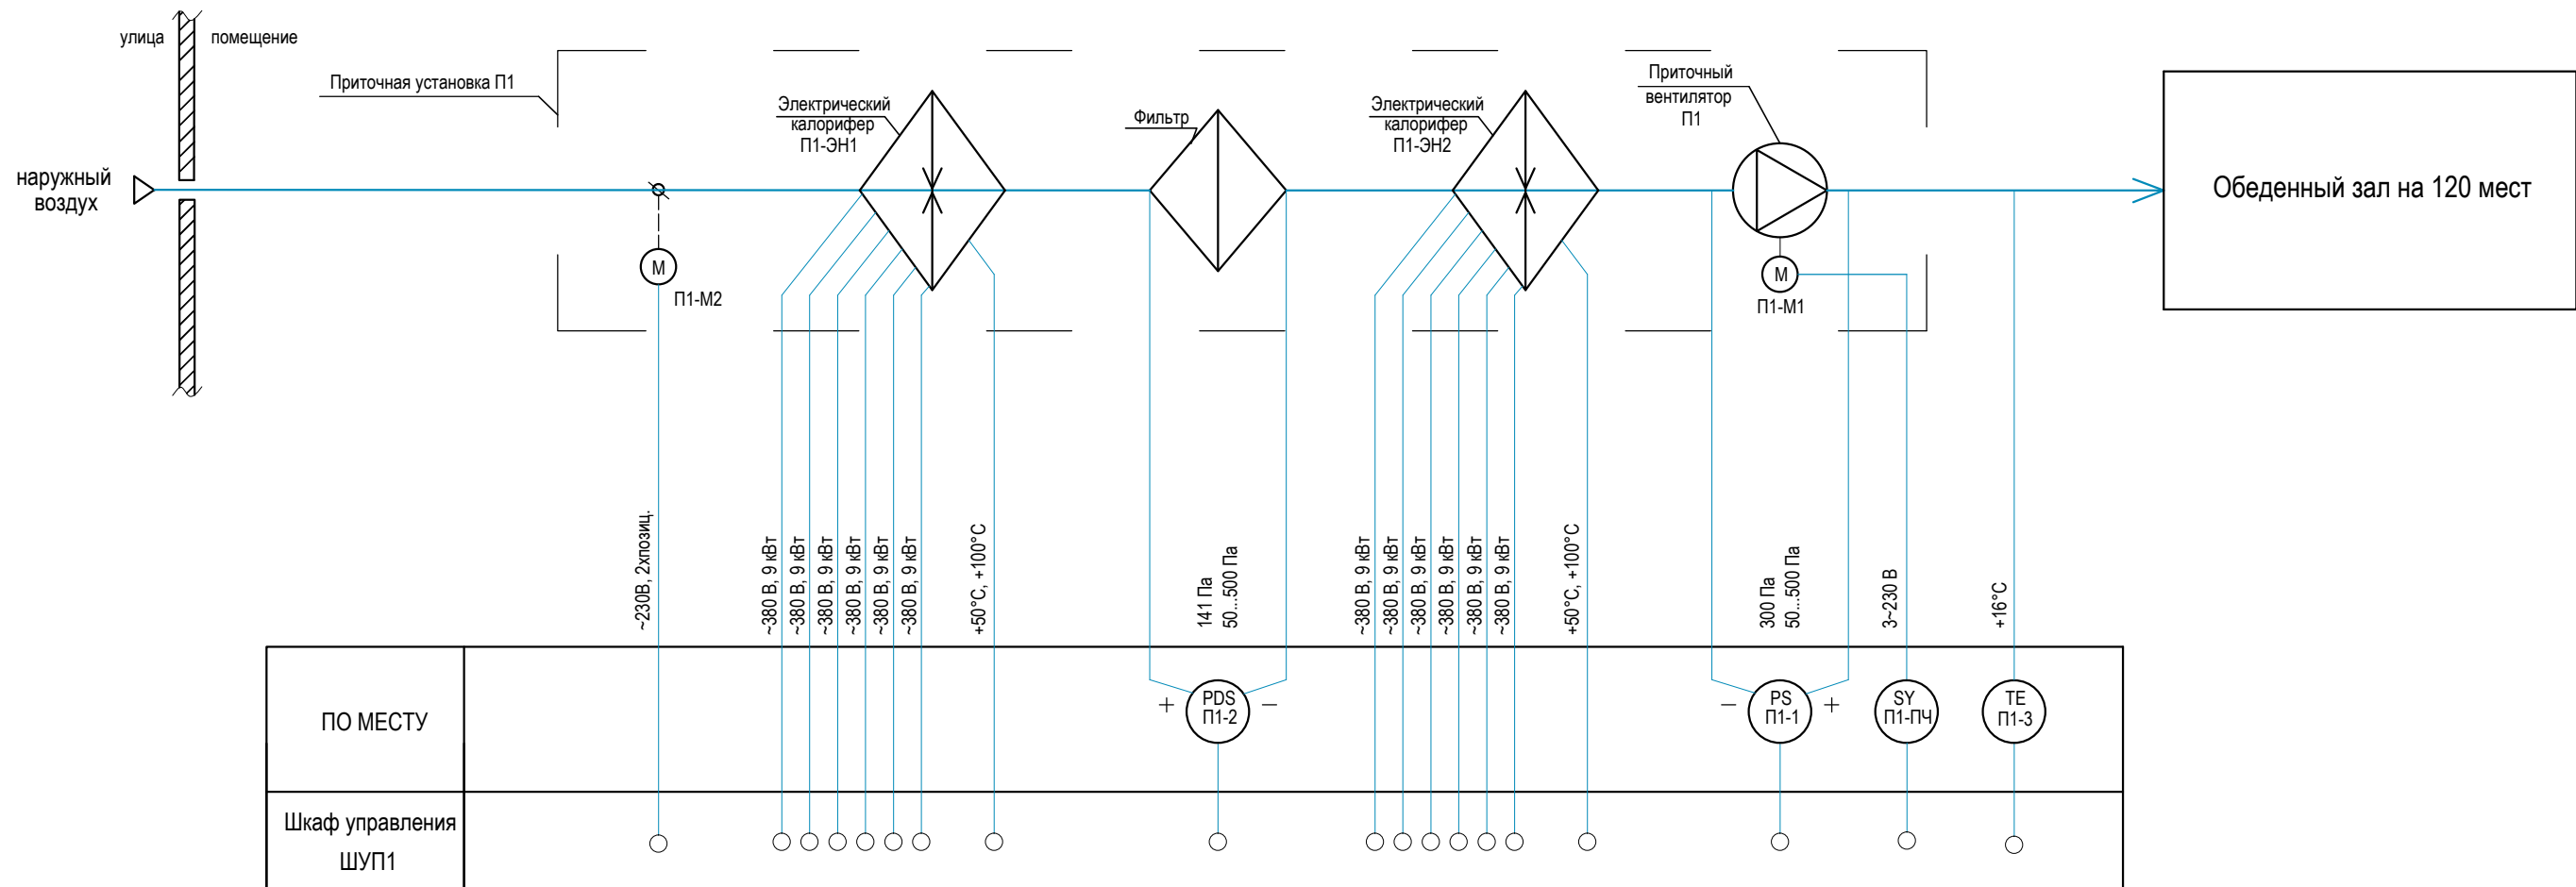 улица
помещение
Приточная установка П1
наружный
воздух
Электрический
калорифер
П1-ЭН1
Фильтр
Электрический
калорифер
П1-ЭН2
Приточный
вентилятор
П1
Обеденный зал на 120 мест
М
П1-М2
М
П1-М1
~230В, 2хпозиц.
~380 В, 9 кВт
~380 В, 9 кВт
~380 В, 9 кВт
~380 В, 9 кВт
~380 В, 9 кВт
~380 В, 9 кВт
+50°С, +100°С
141 Па
50...500 Па
~380 В, 9 кВт
~380 В, 9 кВт
~380 В, 9 кВт
~380 В, 9 кВт
~380 В, 9 кВт
~380 В, 9 кВт
+50°С, +100°С
300 Па
50...500 Па
3~230 В
+16°С
ПО МЕСТУ
+
PDS
П1-2
−
−
PS
П1-1
+
SY
П1-ПЧ
TE
П1-3
Шкаф управления
ШУП1